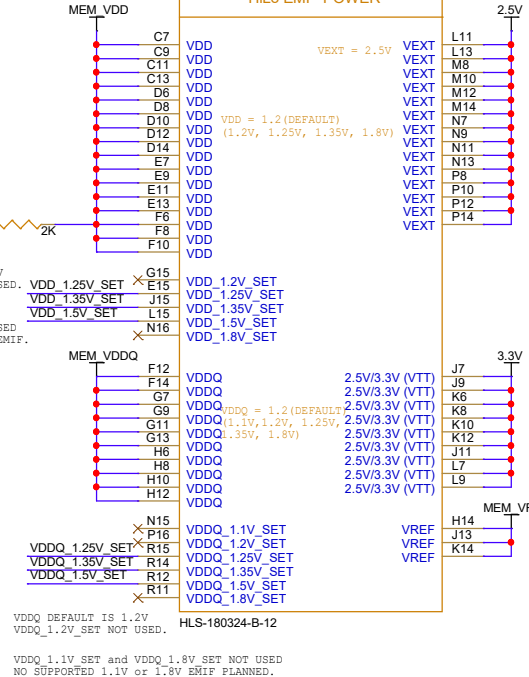 MEM_VDD
2.5V
C7 VDD VEXT = 2.5V VEXT L11
C9 VDD VEXT L13
C11 VDD VEXT M8
C13 VDD VEXT M10
D6 VDD VEXT M12
D8 VDD VDD = 1.2(DEFAULT) VEXT M14
D10 VDD (1.2V, 1.25V, 1.35V, 1.8V) VEXT N7
D12 VDD VEXT N9
D14 VDD VEXT N11
E7 VDD VEXT N13
E9 VDD VEXT P8
E11 VDD VEXT P10
E13 VDD VEXT P12
F6 VDD VEXT P14
2K
F8 VDD
F10 VDD
G15 VDD_1.2V_SET
VDD_1.25V_SET E15 VDD_1.25V_SET
VDD_1.35V_SET J15 VDD_1.35V_SET
VDD_1.5V_SET L15 VDD_1.5V_SET
N16 VDD_1.8V_SET
EMIF.
MEM_VDDQ
3.3V
F12 VDDQ 2.5V/3.3V (VTT) J7
F14 VDDQ 2.5V/3.3V (VTT) J9
G7 VDDQ VDDQ = 1.2(DEFAULT) 2.5V/3.3V (VTT) K6
G9 VDDQ (1.1V,1.2V, 1.25V, 2.5V/3.3V (VTT) K8
G11 VDDQ 1.35V, 1.8V) 2.5V/3.3V (VTT) K10
G13 VDDQ 2.5V/3.3V (VTT) K12
H6 VDDQ 2.5V/3.3V (VTT) J11
H8 VDDQ 2.5V/3.3V (VTT) L7
H10 VDDQ 2.5V/3.3V (VTT) L9
H12 VDDQ
N15 VDDQ_1.1V_SET VREF H14
P16 VDDQ_1.2V_SET VREF J13
VDDQ_1.25V_SET R15 VDDQ_1.25V_SET VREF K14
VDDQ_1.35V_SET R14 VDDQ_1.35V_SET
VDDQ_1.5V_SET R12 VDDQ_1.5V_SET
R11 VDDQ_1.8V_SET
HLS-180324-B-12
VDDQ DEFAULT IS 1.2V
VDDQ_1.2V_SET NOT USED.
VDDQ_1.1V_SET and VDDQ_1.8V_SET NOT USED
NO SUPPORTED 1.1V or 1.8V EMIF PLANNED.